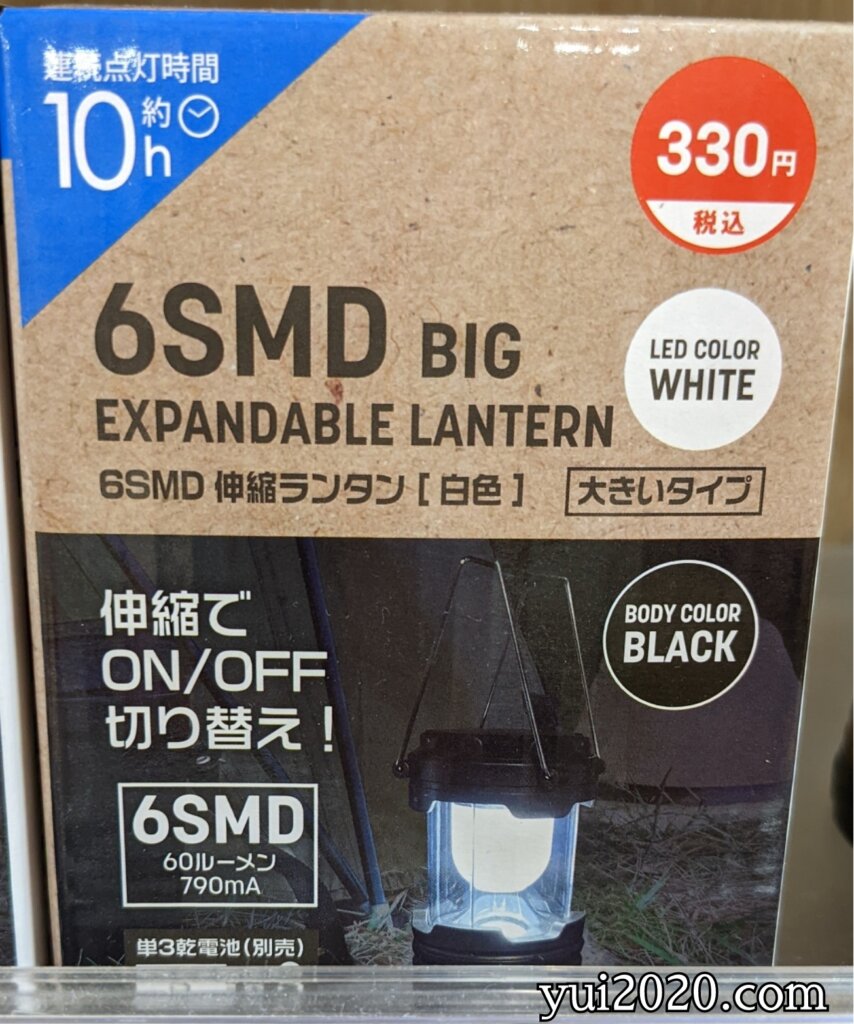 連続点灯時間
約
10h
330円
税込
6SMD BIG
EXPANDABLE LANTERN
LED COLOR
WHITE
6SMD 伸縮ランタン [ 白色 ]
大きいタイプ
伸縮で
ON/OFF
切り替え!
BODY COLOR
BLACK
6SMD
60ルーメン
790mA
単3乾電池(別売)
yui2020.com